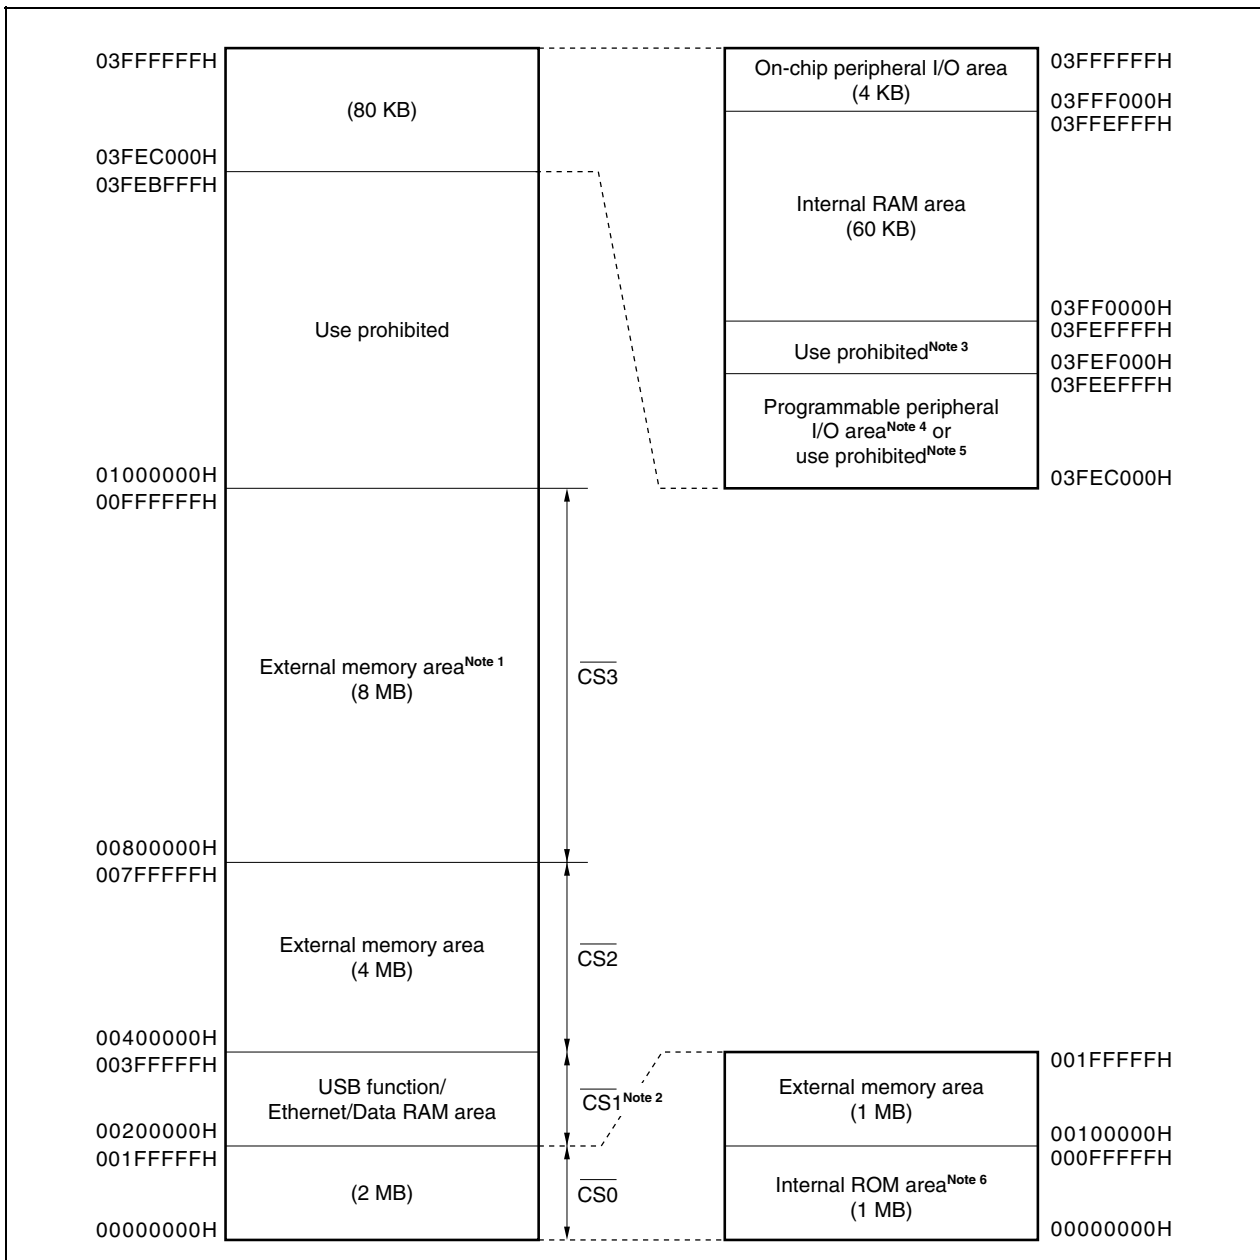 03FFFFFFH
(80 KB)
03FEC000H
03FEBFFFH
Use prohibited
01000000H
00FFFFFFH
External memory areaNote 1
(8 MB)
CS3
00800000H
007FFFFFH
External memory area
(4 MB)
CS2
00400000H
003FFFFFH
USB function/
Ethernet/Data RAM area
CS1Note 2
00200000H
001FFFFFH
(2 MB)
CS0
00000000H
On-chip peripheral I/O area
(4 KB)
03FFFFFFH
03FFF000H
03FFEFFFH
Internal RAM area
(60 KB)
03FF0000H
03FEFFFFH
Use prohibitedNote 3
03FEF000H
03FEEFFFH
Programmable peripheral
I/O areaNote 4 or
use prohibitedNote 5
03FEC000H
001FFFFFH
External memory area
(1 MB)
00100000H
000FFFFFH
Internal ROM areaNote 6
(1 MB)
00000000H